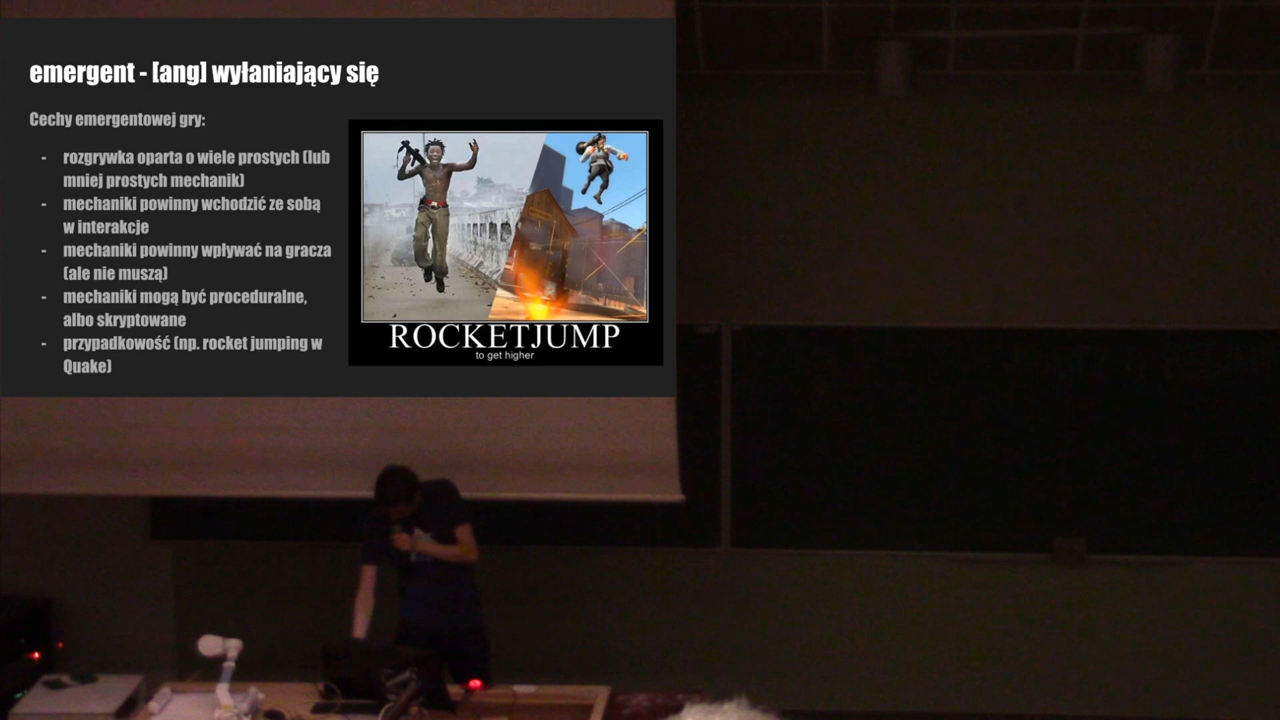 emergent - [ang] wyłaniający się
Cechy emergentowej gry:
- rozgrywka oparta o wiele prostych (lub
mniej prostych mechanik)
- mechaniki powinny wchodzić ze sobą
w interakcje
- mechaniki powinny wpływać na gracza
(ale nie muszą)
- mechaniki mogą być proceduralne,
albo skryptowane
- przypadkowość (np. rocket jumping w
Quake)
ROCKETJUMP
to get higher